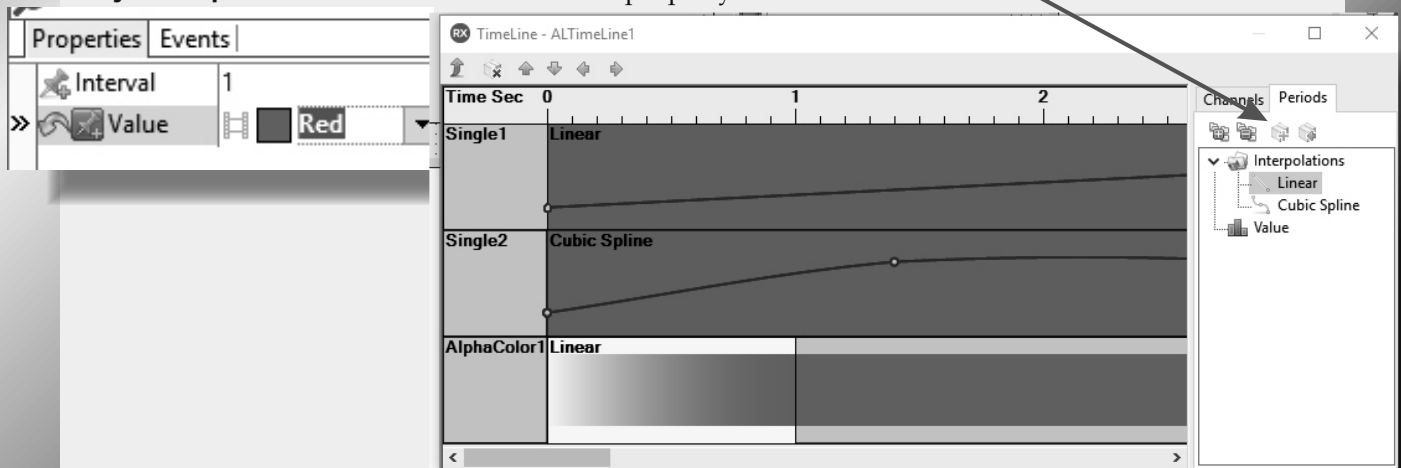 Properties Events
Interval 1
Value Red
RX TimeLine - ALTimeLine1
Time Sec 0 1 2
Single1 Linear
Single2 Cubic Spline
AlphaColor1 Linear
Channels Periods
Interpolations
Linear
Cubic Spline
Value